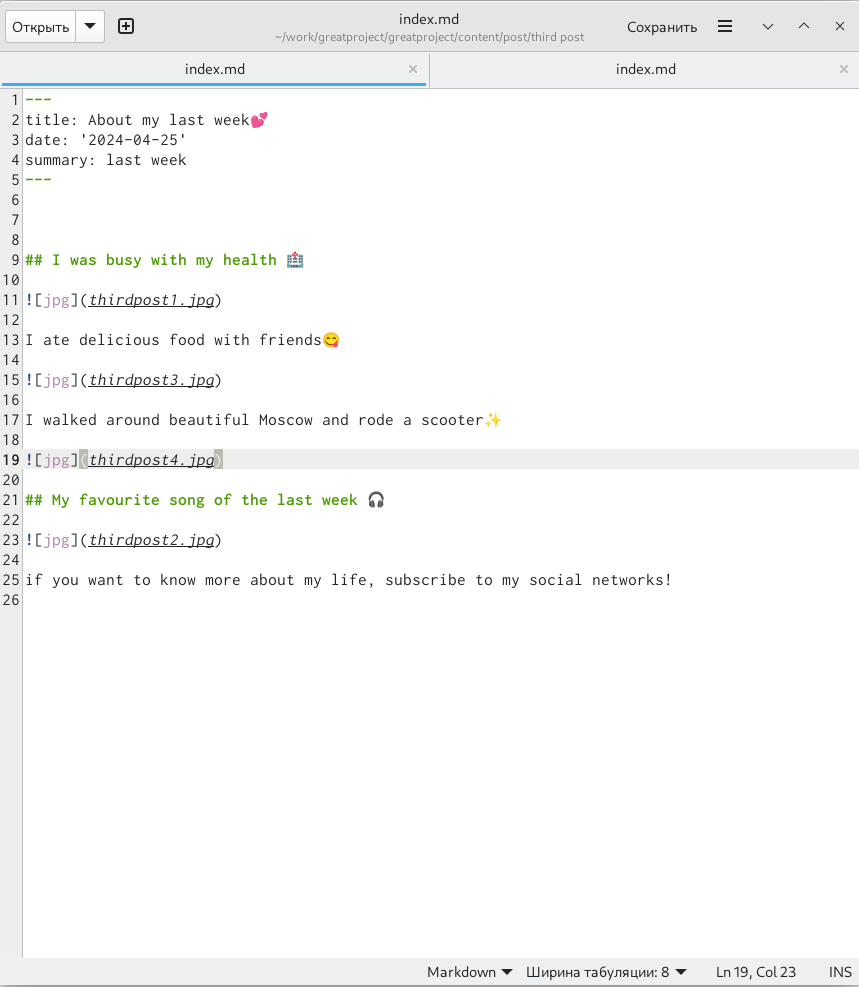 Открыть
index.md
~/work/greatproject/greatproject/content/post/third post
Сохранить
index.md
index.md
1 ---
2 title: About my last week💕
3 date: '2024-04-25'
4 summary: last week
5 ---
6
7
8
9 ## I was busy with my health 🏥
10
11 ![jpg](thirdpost1.jpg)
12
13 I ate delicious food with friends😋
14
15 ![jpg](thirdpost3.jpg)
16
17 I walked around beautiful Moscow and rode a scooter✨
18
19 ![jpg](thirdpost4.jpg)
20
21 ## My favourite song of the last week 🎧
22
23 ![jpg](thirdpost2.jpg)
24
25 if you want to know more about my life, subscribe to my social networks!
26
Markdown Ширина табуляции: 8 Ln 19, Col 23 INS